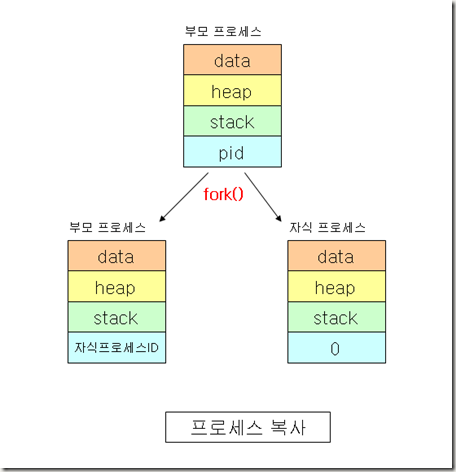 부모 프로세스
data
heap
stack
pid
fork()
부모 프로세스
data
heap
stack
자식프로세스ID
자식 프로세스
data
heap
stack
0
프로세스 복사